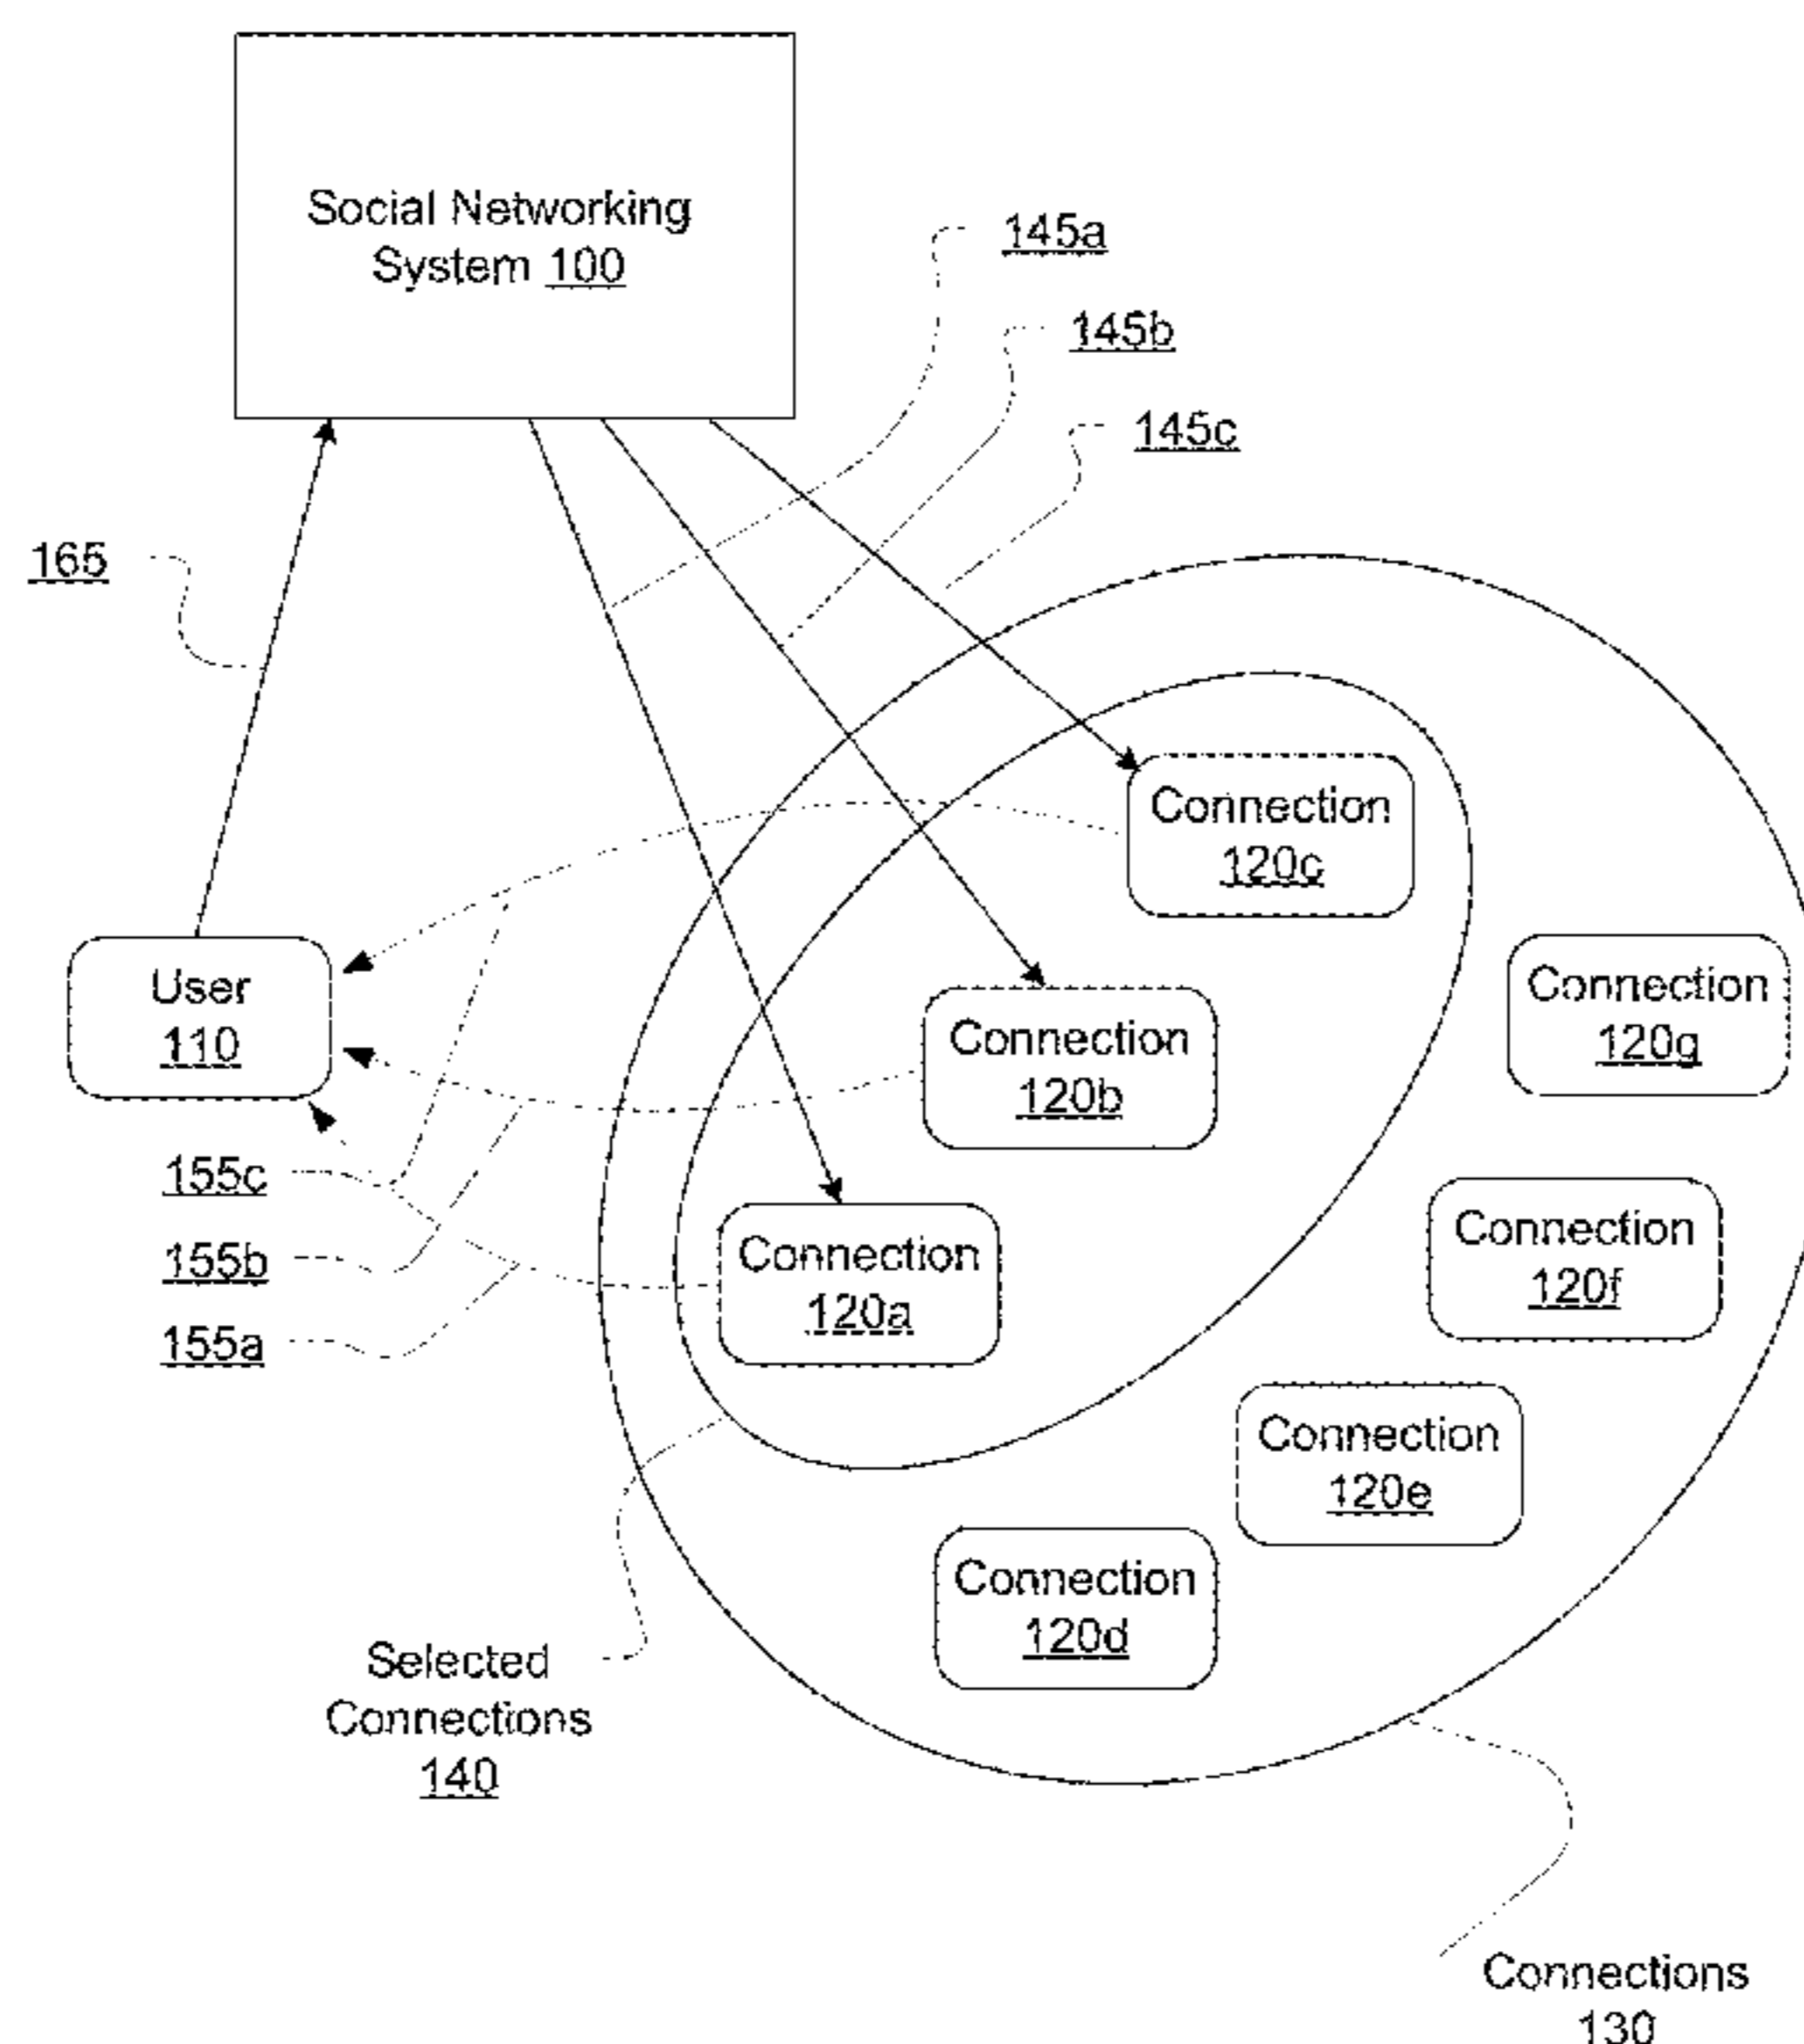 Social Networking
System 100
145a
145b
145c
165
Connection
120c
User
110
Connection
120g
Connection
120b
155c
Connection
120f
155b
Connection
120a
155a
Connection
120e
Connection
120d
Selected
Connections
140
Connections
130